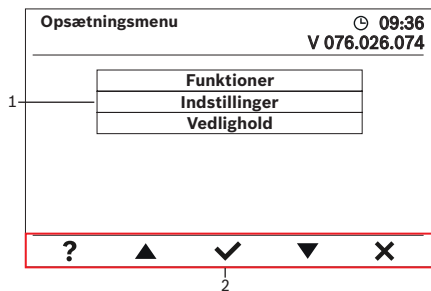 Opsætningsmenu 09:36
V 076.026.074
Funktioner
1 Indstillinger
Vedlighold
?
2